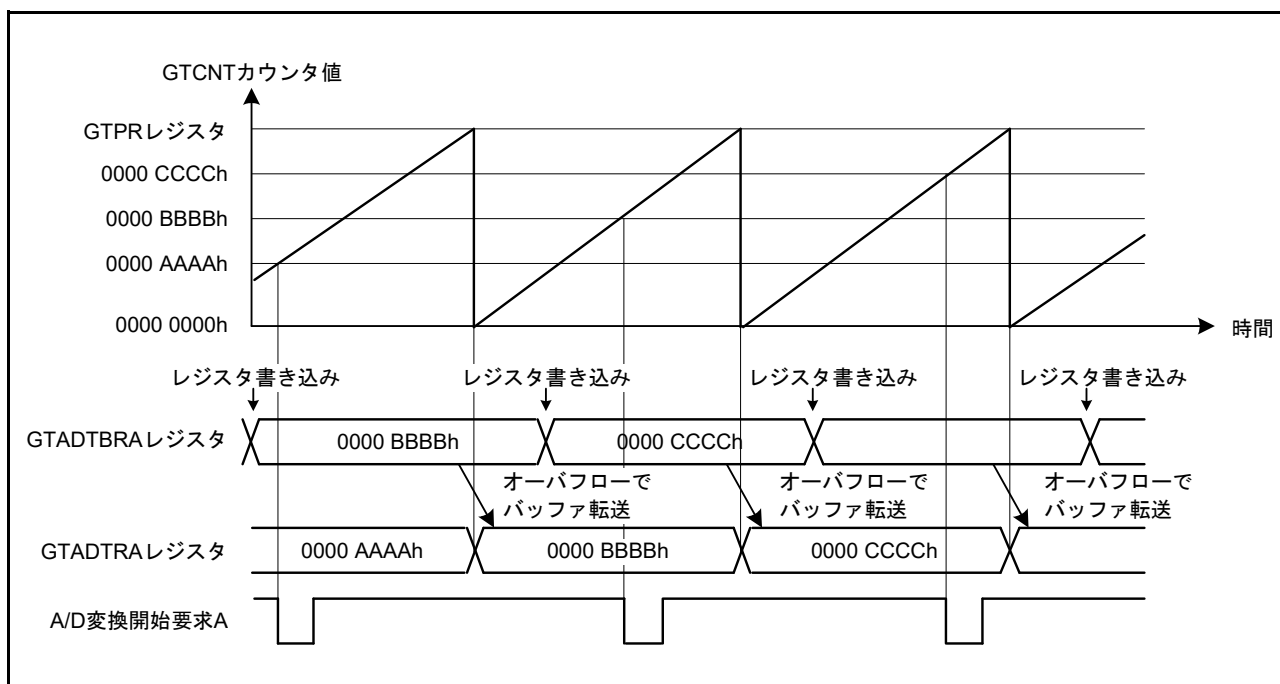 GTCNTカウンタ値
GTPRレジスタ
0000 CCCCh
0000 BBBBh
0000 AAAAh
0000 0000h
時間
レジスタ書き込み
レジスタ書き込み
レジスタ書き込み
レジスタ書き込み
GTADTBRAレジスタ
0000 BBBBh
0000 CCCCh
オーバフローで
バッファ転送
オーバフローで
バッファ転送
オーバフローで
バッファ転送
GTADTRAレジスタ
0000 AAAAh
0000 BBBBh
0000 CCCCh
A/D変換開始要求A